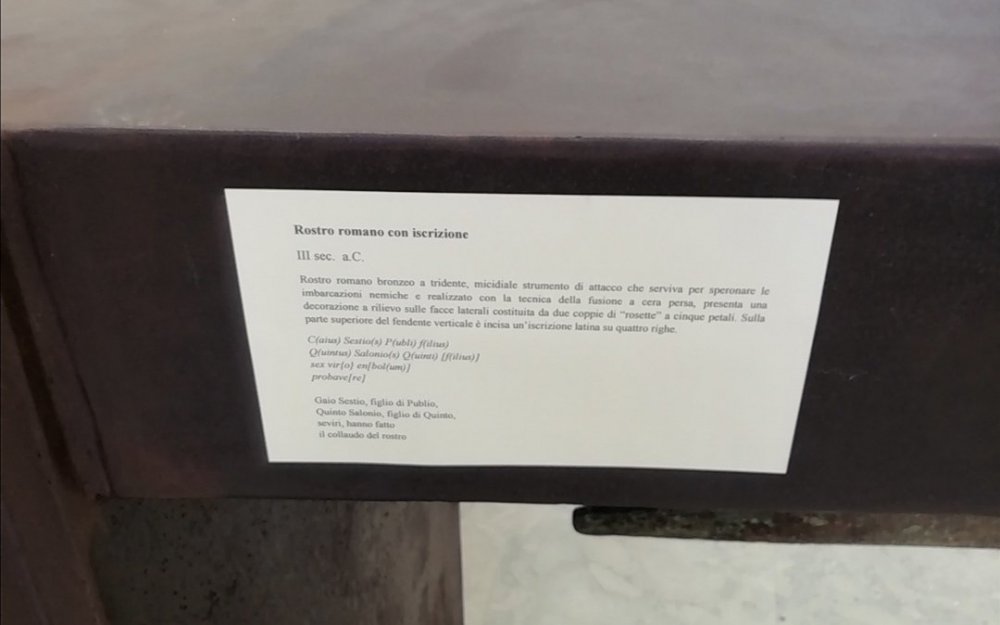 Rostro romano con iscrizione
III sec. a.C.
Rostro romano bronzeo a tridente, micidiale strumento di attacco che serviva per speronare le
imbarcazioni nemiche e realizzato con la tecnica della fusione a cera persa, presenta una
decorazione a rilievo sulle facce laterali costituita da due coppie di "rosette" a cinque petali. Sulla
parte superiore del fendente verticale è incisa un'iscrizione latina su quattro righe.
C(aius) Sestio(s) P(ubli) f(ilius)
Q(uintus) Salonio(s) Q(uinti) [f(ilius)]
sex vir[o] en[bol(um)]
probave[re]
Gaio Sestio, figlio di Publio,
Quinto Salonio, figlio di Quinto,
seviri, hanno fatto
il collaudo del rostro